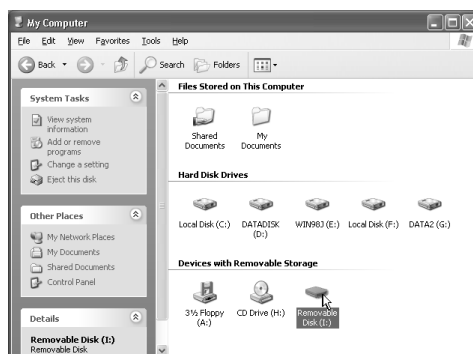 My Computer
File Edit View Favorites Tools Help
Back Search Folders
System Tasks
View system
information
Add or remove
programs
Change a setting
Eject this disk
Other Places
My Network Places
My Documents
Shared Documents
Control Panel
Details
Removable Disk (I:)
Removable Disk
Files Stored on This Computer
Shared
Documents
My
Documents
Hard Disk Drives
Local Disk (C:)
DATADISK
(D:)
WIN98J (E:)
Local Disk (F:)
DATA2 (G:)
Devices with Removable Storage
3½ Floppy
(A:)
CD Drive (H:)
Removable
Disk (I:)